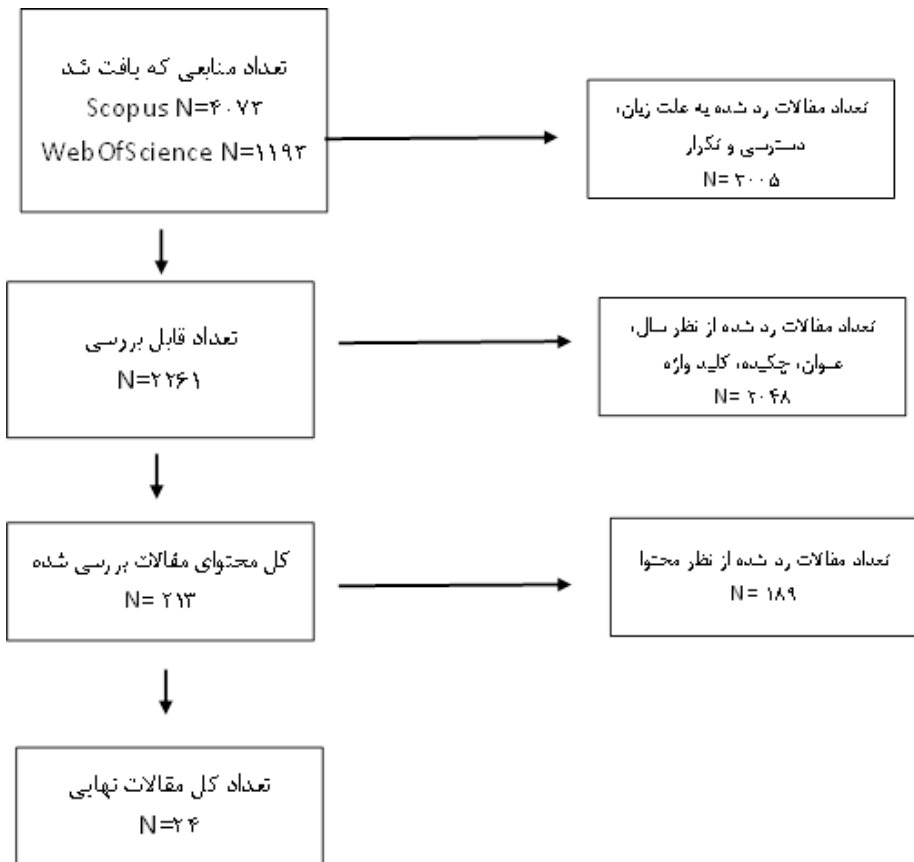 تعداد منابعی که یافت شد
Scopus N=۴۰۷۳
WebOfScience N=۱۱۹۳
تعداد مقالات رد شده به علت زبان،
دسترسی و تکرار
N= ۳۰۰۵
تعداد قابل بررسی
N=۲۲۶۱
تعداد مقالات رد شده از نظر سال،
عنوان، چکیده، کلید واژه
N= ۲۰۴۸
کل محتوای مقالات بررسی شده
N= ۲۱۳
تعداد مقالات رد شده از نظر محتوا
N= ۱۸۹
تعداد کل مقالات نهایی
N=۲۴